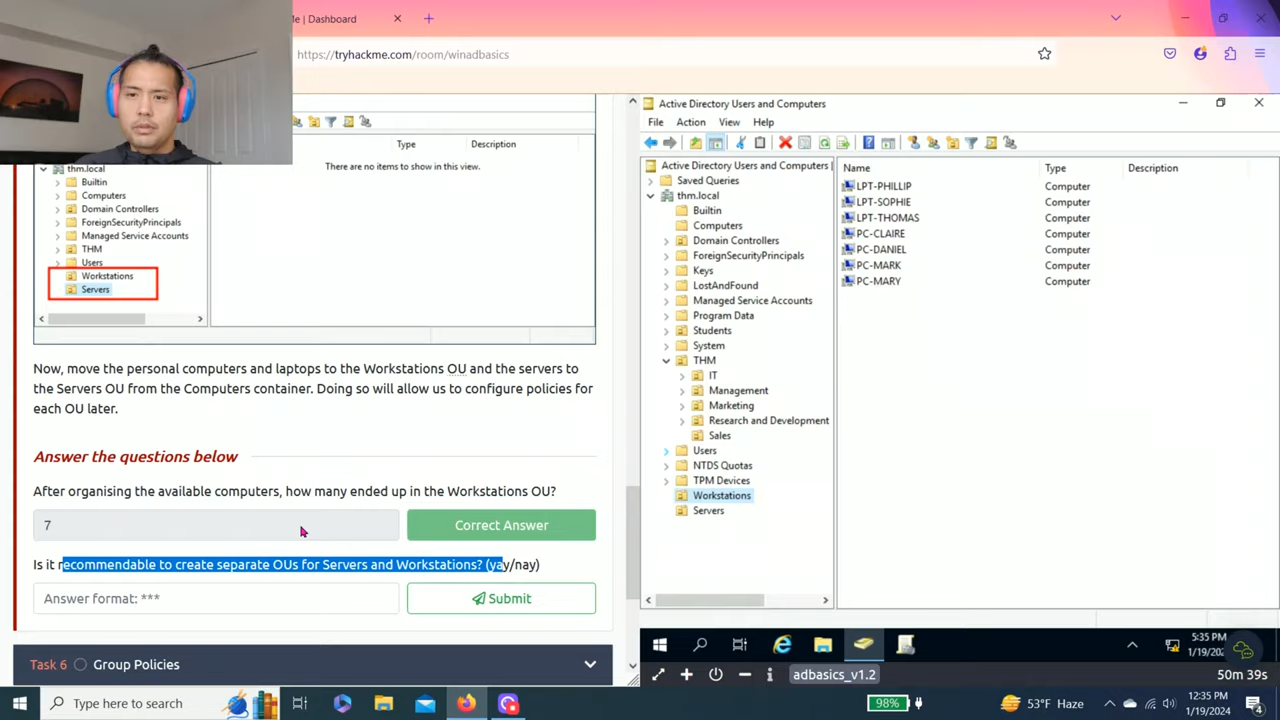 Me | Dashboard
https://tryhackme.com/room/winadbasics
Type Description
There are no items to show in this view.
thm.local
Builtin
Computers
Domain Controllers
ForeignSecurityPrincipals
Managed Service Accounts
THM
Users
Workstations
Servers
Now, move the personal computers and laptops to the Workstations OU and the servers to
the Servers OU from the Computers container. Doing so will allow us to configure policies for
each OU later.
Answer the questions below
After organising the available computers, how many ended up in the Workstations OU?
7
Correct Answer
Is it recommendable to create separate OUs for Servers and Workstations? (yay/nay)
Answer format: ***
Submit
Task 6 Group Policies
Active Directory Users and Computers
File Action View Help
Active Directory Users and Computers
Saved Queries
thm.local
Builtin
Computers
Domain Controllers
ForeignSecurityPrincipals
Keys
LostAndFound
Managed Service Accounts
Program Data
Students
System
THM
IT
Management
Marketing
Research and Development
Sales
Users
NTDS Quotas
TPM Devices
Workstations
Servers
Name Type Description
LPT-PHILLIP Computer
LPT-SOPHIE Computer
LPT-THOMAS Computer
PC-CLAIRE Computer
PC-DANIEL Computer
PC-MARK Computer
PC-MARY Computer
5:35 PM
1/19/202
adbasics_v1.2
50m 39s
Type here to search
98%
53°F Haze
12:35 PM
1/19/2024
4